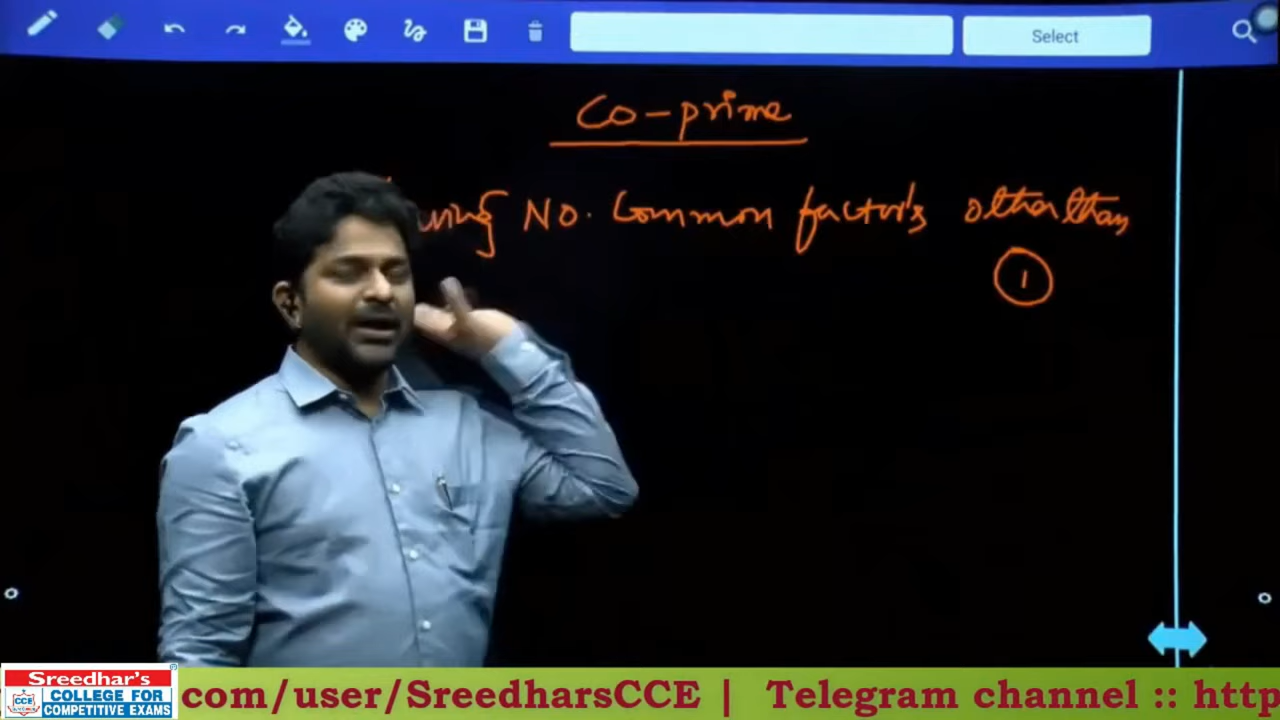 Select
Co-prime
No. Common factor's other than
1
Sreedhar's
CCE
COLLEGE FOR
COMPETITIVE EXAMS
com/user/SreedharsCCE | Telegram channel :: http